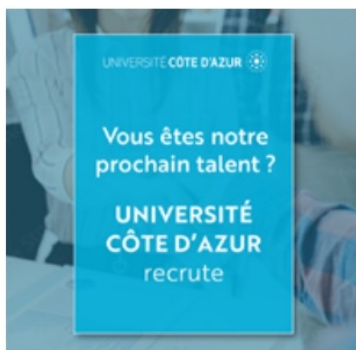 UNIVERSITÉ CÔTE D'AZUR
Vous êtes notre
prochain talent ?
UNIVERSITÉ
CÔTE D'AZUR
recrute